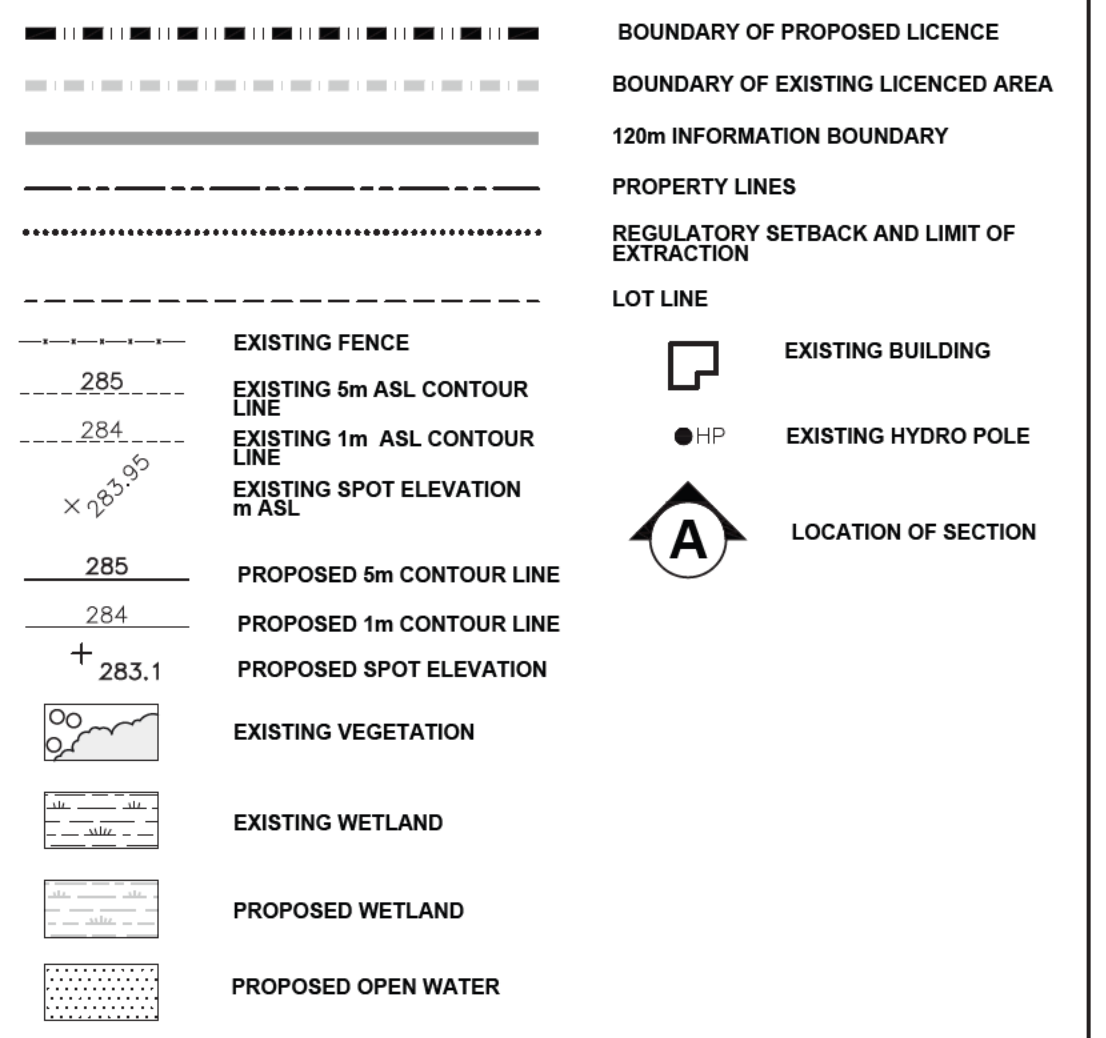 BOUNDARY OF PROPOSED LICENCE
BOUNDARY OF EXISTING LICENCED AREA
120m INFORMATION BOUNDARY
PROPERTY LINES
REGULATORY SETBACK AND LIMIT OF
EXTRACTION
LOT LINE
EXISTING FENCE
285
EXISTING 5m ASL CONTOUR
LINE
284
EXISTING 1m ASL CONTOUR
LINE
283.95
EXISTING SPOT ELEVATION
m ASL
285
PROPOSED 5m CONTOUR LINE
284
PROPOSED 1m CONTOUR LINE
283.1
PROPOSED SPOT ELEVATION
EXISTING VEGETATION
EXISTING WETLAND
PROPOSED WETLAND
PROPOSED OPEN WATER
EXISTING BUILDING
HP
EXISTING HYDRO POLE
A
LOCATION OF SECTION